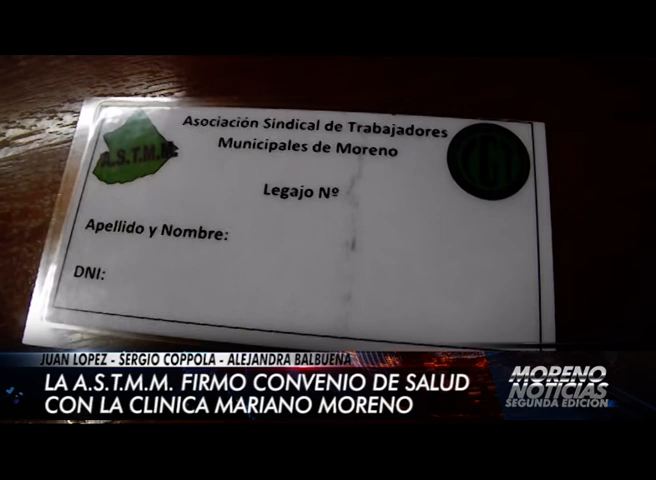 Asociación Sindical de Trabajadores
Municipales de Moreno
A.S.T.M.M.
CGT
Legajo Nº
Apellido y Nombre:
DNI:
JUAN LOPEZ - SERGIO COPPOLA - ALEJANDRA BALBUENA
LA A.S.T.M.M. FIRMO CONVENIO DE SALUD
CON LA CLINICA MARIANO MORENO
MORENO
NOTICIAS
SEGUNDA EDICION